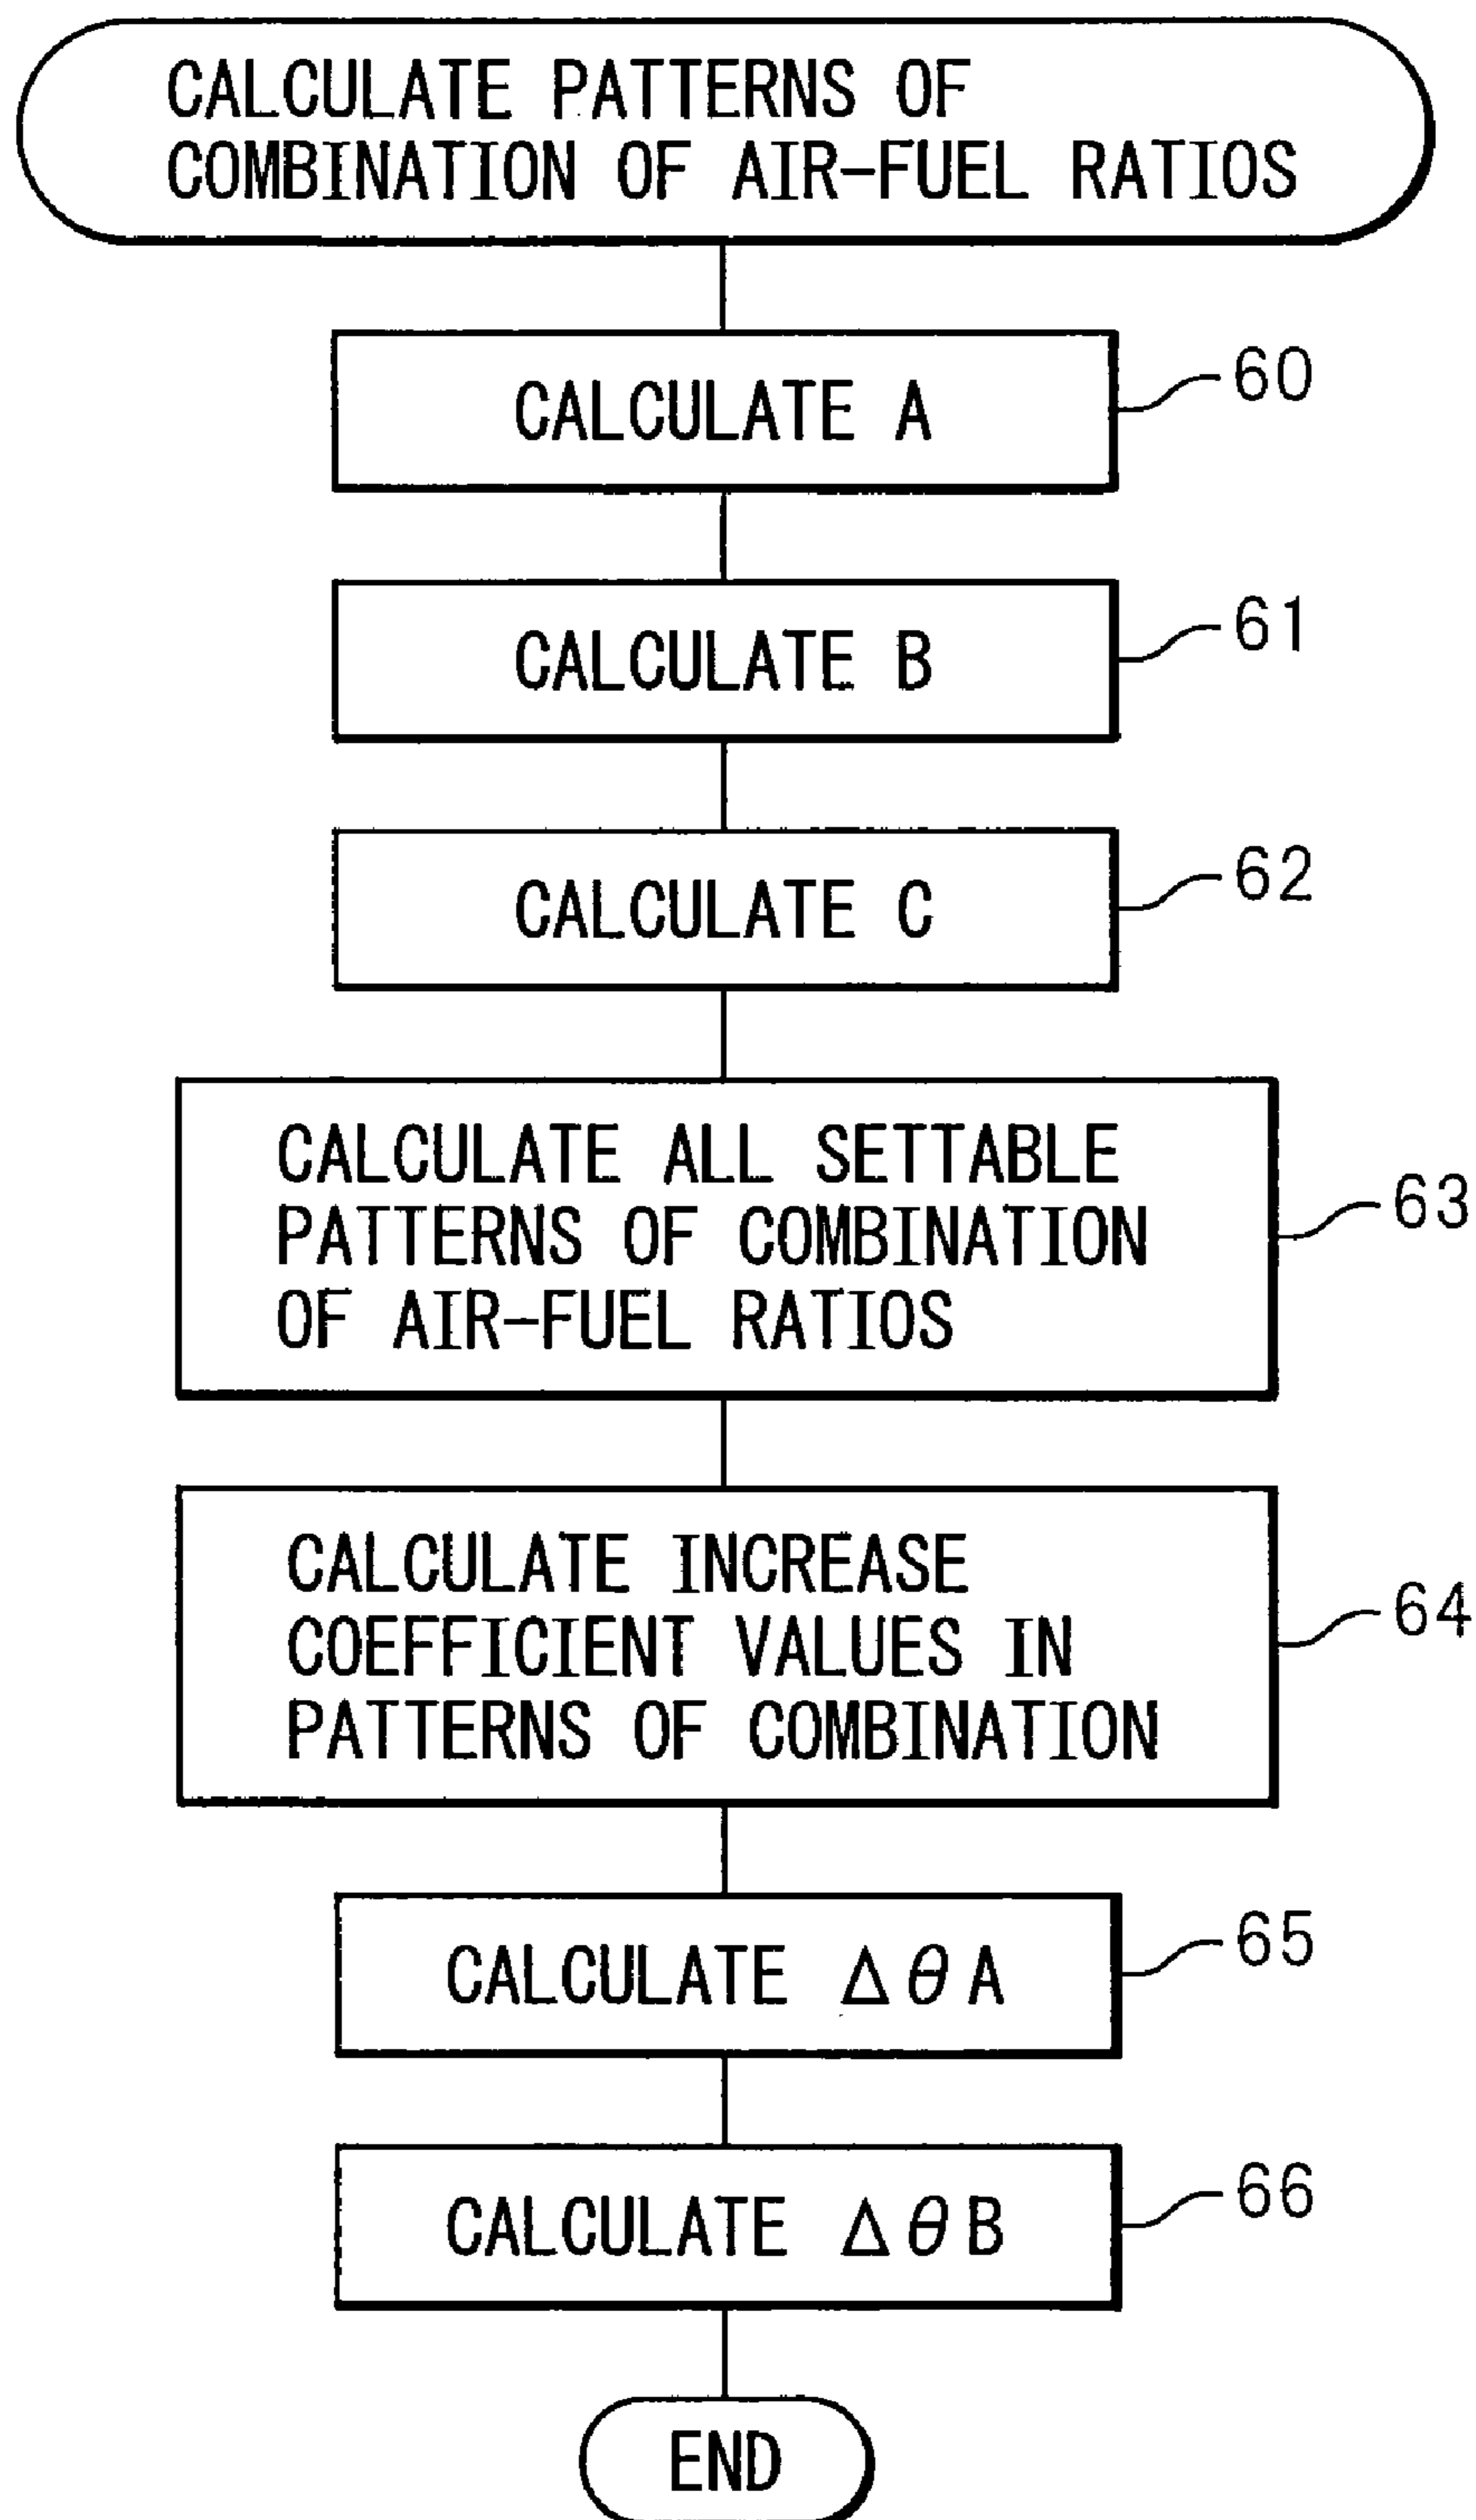 CALCULATE PATTERNS OF
COMBINATION OF AIR-FUEL RATIOS
CALCULATE A
60
CALCULATE B
61
CALCULATE C
62
CALCULATE ALL SETTABLE
PATTERNS OF COMBINATION
OF AIR-FUEL RATIOS
63
CALCULATE INCREASE
COEFFICIENT VALUES IN
PATTERNS OF COMBINATION
64
CALCULATE ΔθA
65
CALCULATE ΔθB
66
END